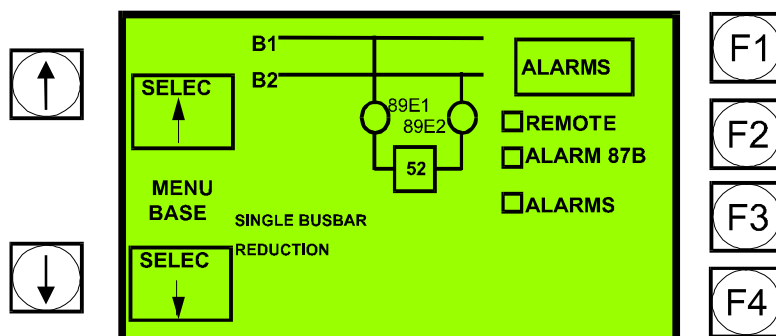 B1
B2
SELEC
89E1
89E2
52
ALARMS
REMOTE
ALARM 87B
ALARMS
MENU
BASE
SINGLE BUSBAR
REDUCTION
SELEC
F1
F2
F3
F4